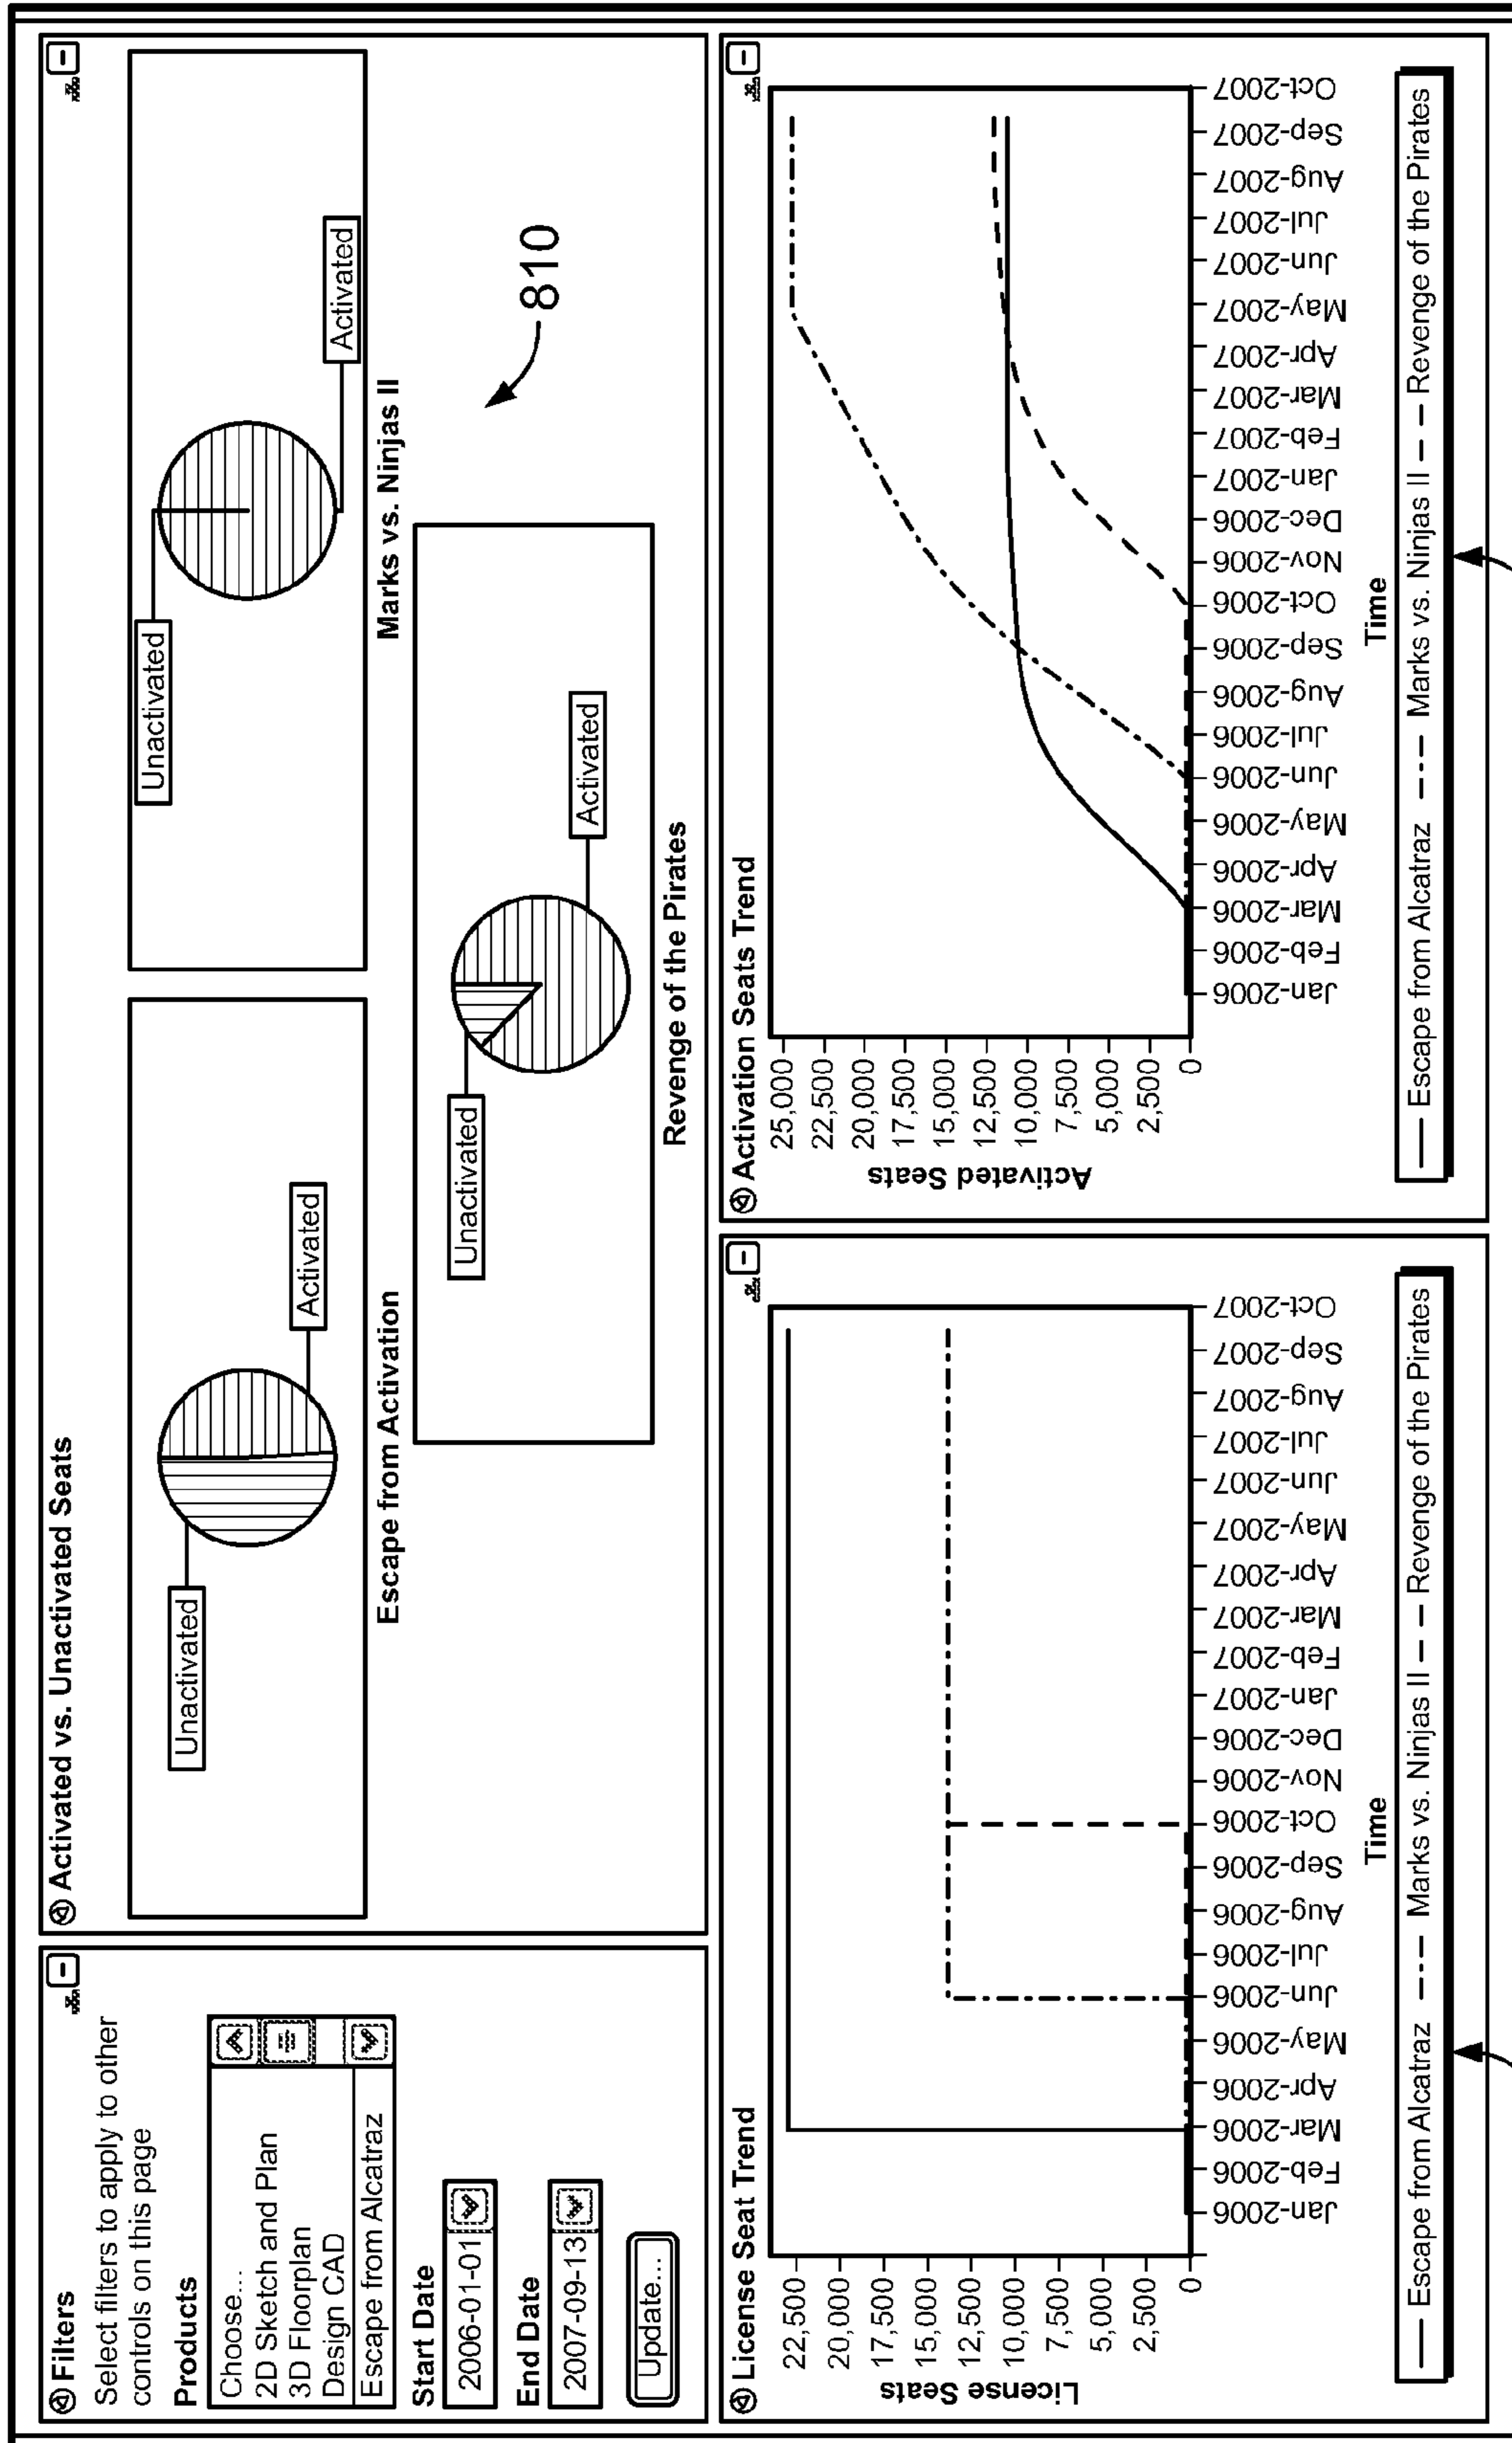 Filters
Select filters to apply to other
controls on this page
Products
Choose...
2D Sketch and Plan
3D Floorplan
Design CAD
Escape from Alcatraz
Start Date
2006-01-01
End Date
2007-09-13
Update...
Activated vs. Unactivated Seats
Unactivated
Activated
Escape from Activation
Unactivated
Activated
Marks vs. Ninjas II
Unactivated
Activated
Revenge of the Pirates
810
License Seat Trend
License Seats
22,500
20,000
17,500
15,000
12,500
10,000
7,500
5,000
2,500
0
Jan-2006
Feb-2006
Mar-2006
Apr-2006
May-2006
Jun-2006
Jul-2006
Aug-2006
Sep-2006
Oct-2006
Nov-2006
Dec-2006
Jan-2007
Feb-2007
Mar-2007
Apr-2007
May-2007
Jun-2007
Jul-2007
Aug-2007
Sep-2007
Oct-2007
Time
Escape from Alcatraz Marks vs. Ninjas II Revenge of the Pirates
Activation Seats Trend
Activated Seats
25,000
22,500
20,000
17,500
15,000
12,500
10,000
7,500
5,000
2,500
0
Jan-2006
Feb-2006
Mar-2006
Apr-2006
May-2006
Jun-2006
Jul-2006
Aug-2006
Sep-2006
Oct-2006
Nov-2006
Dec-2006
Jan-2007
Feb-2007
Mar-2007
Apr-2007
May-2007
Jun-2007
Jul-2007
Aug-2007
Sep-2007
Oct-2007
Time
Escape from Alcatraz Marks vs. Ninjas II Revenge of the Pirates